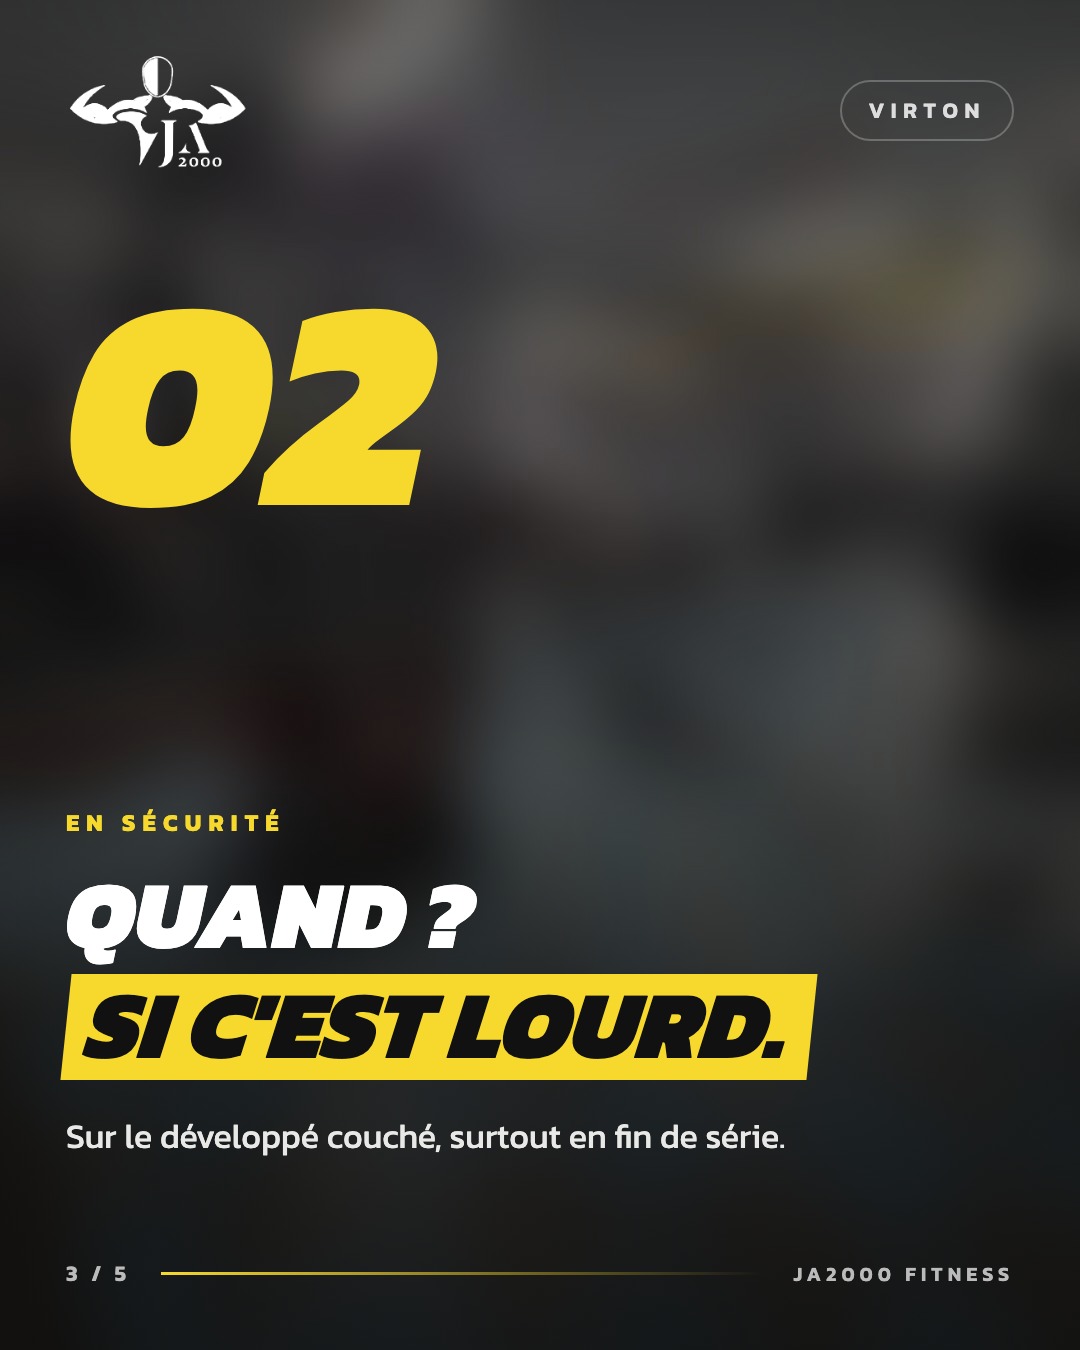 JA
2000
VIRTON
02
EN SÉCURITÉ
QUAND ?
SI C'EST LOURD.
Sur le développé couché, surtout en fin de série.
3 / 5
JA2000 FITNESS